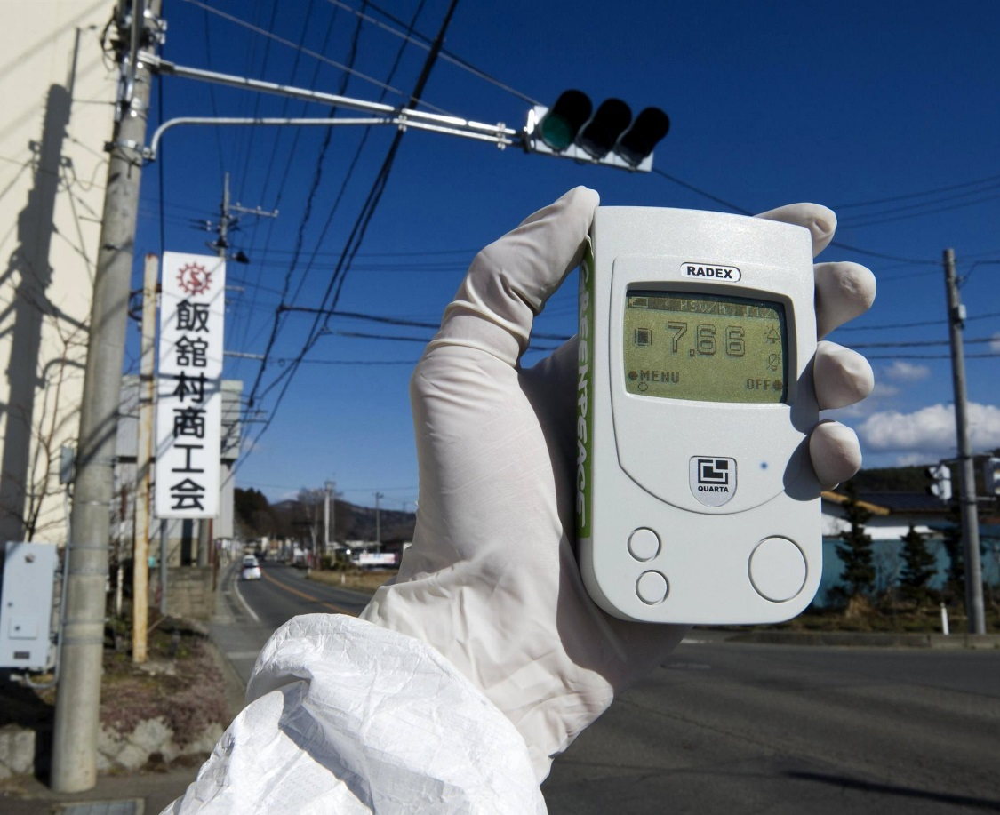 飯舘村商工会
GREENPEACE
RADEX
7.66
MENU
OFF
QUARTA